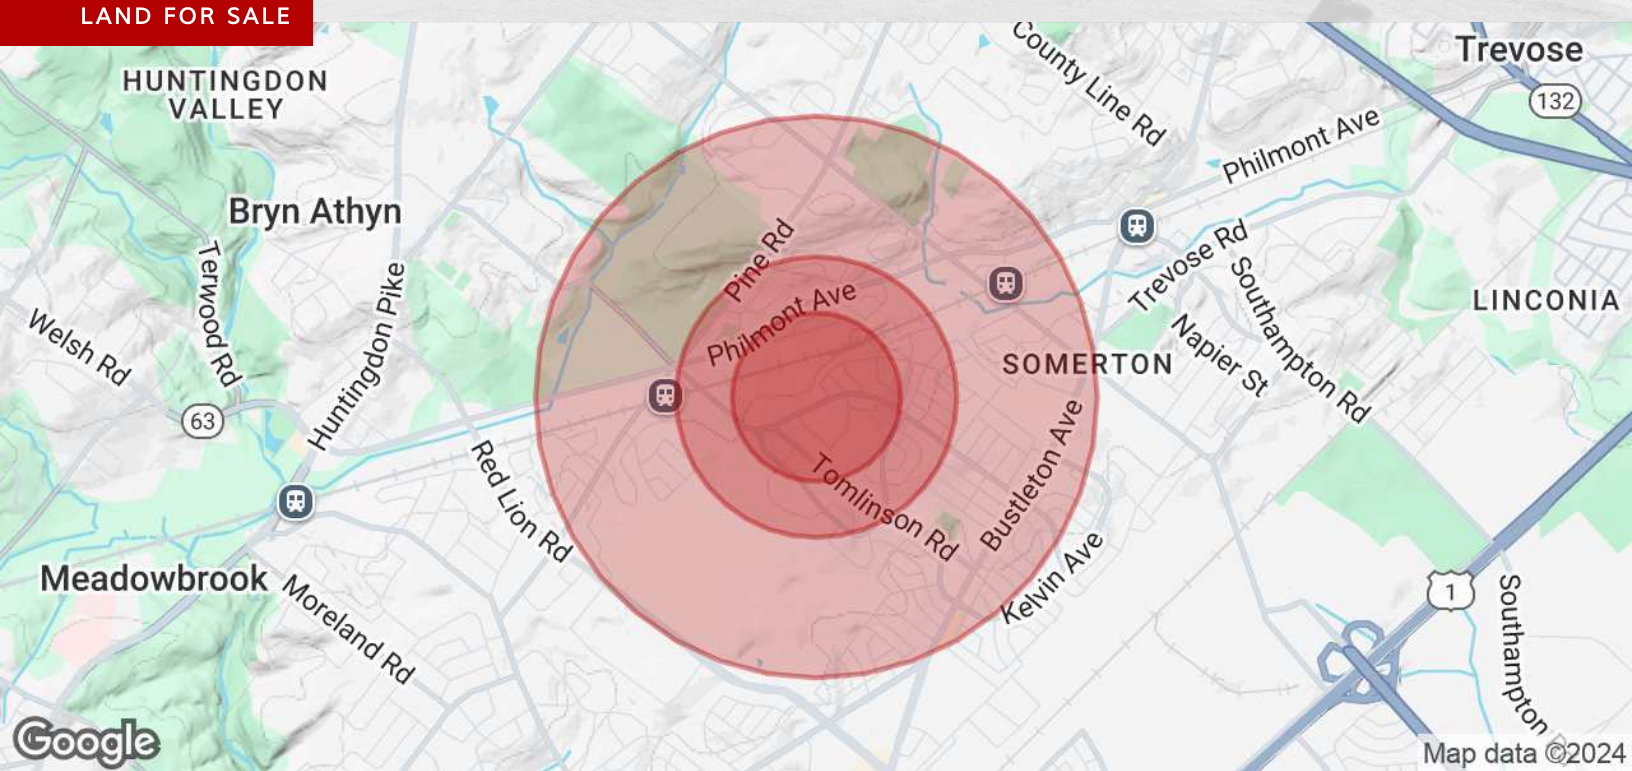 LAND FOR SALE
County Line Rd
Trevose
HUNTINGDON
VALLEY
132
Philmont Ave
Bryn Athyn
Pine Rd
Trevose Rd
Terwood Rd
Huntingdon Pike
Philmont Ave
Southampton Rd
LINCONIA
Welsh Rd
Napier St
SOMERTON
63
Red Lion Rd
Tomlinson Rd
Bustleton Ave
Kelvin Ave
Meadowbrook
Moreland Rd
1
Southampton
Google
Map data ©2024